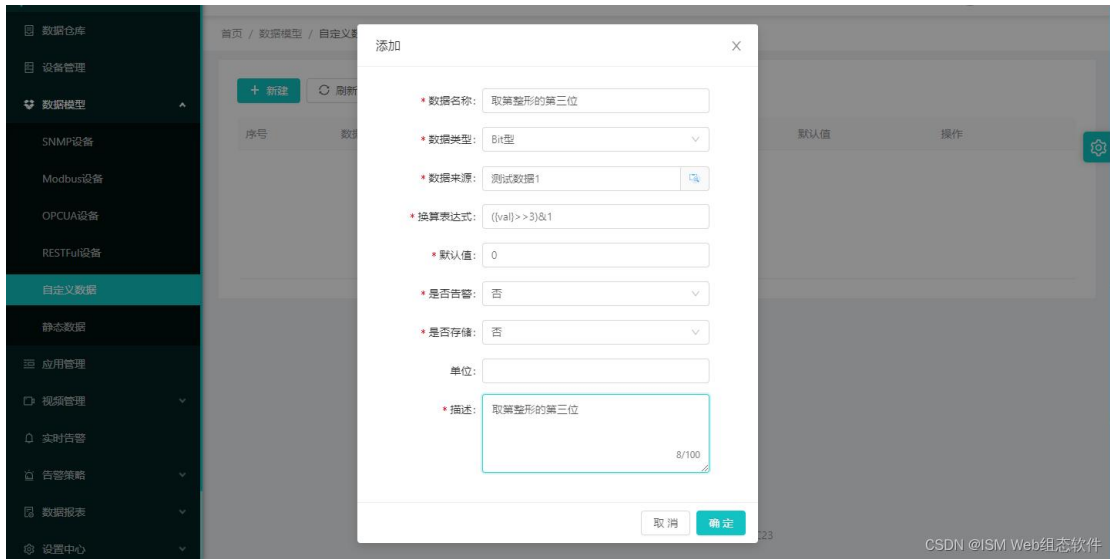 数据仓库
设备管理
数据模型
SNMP设备
Modbus设备
OPCUA设备
RESTFul设备
自定义数据
静态数据
应用管理
视频管理
实时告警
告警策略
数据报表
设置中心
首页 / 数据模型 / 自定义
+ 新建
刷新
序号
数
默认值
操作
添加
* 数据名称: 取第整形的第三位
* 数据类型: Bit型
* 数据来源: 测试数据1
* 换算表达式: ({val}>>3)&1
* 默认值: 0
* 是否告警: 否
* 是否存储: 否
单位:
* 描述: 取第整形的第三位
8/100
取 消
确 定
23
CSDN @ISM Web组态软件